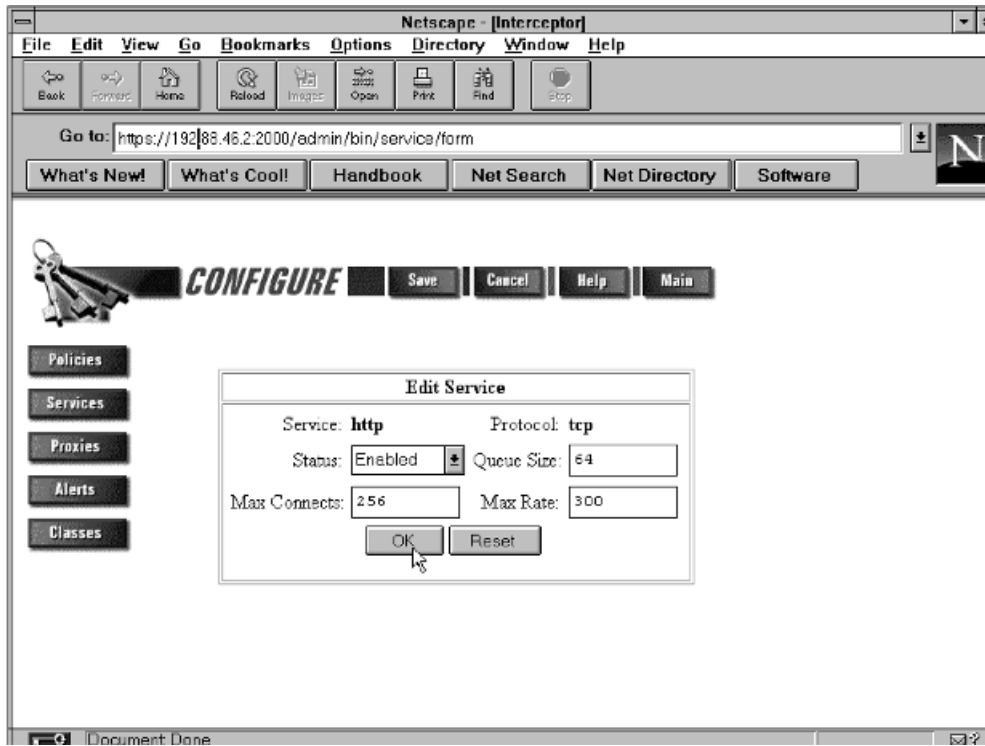 Netscape - [Interceptor]
File Edit View Go Bookmarks Options Directory Window Help
Back Forward Home Reload Images Open Print Find Stop
Go to: https://192.88.46.2:2000/admin/bin/service/form
N
What's New! What's Cool! Handbook Net Search Net Directory Software
CONFIGURE Save Cancel Help Main
Policies
Services
Proxies
Alerts
Classes
Edit Service
Service: http Protocol: tcp
Status: Enabled Queue Size: 64
Max Connects: 256 Max Rate: 300
OK Reset
Document Done